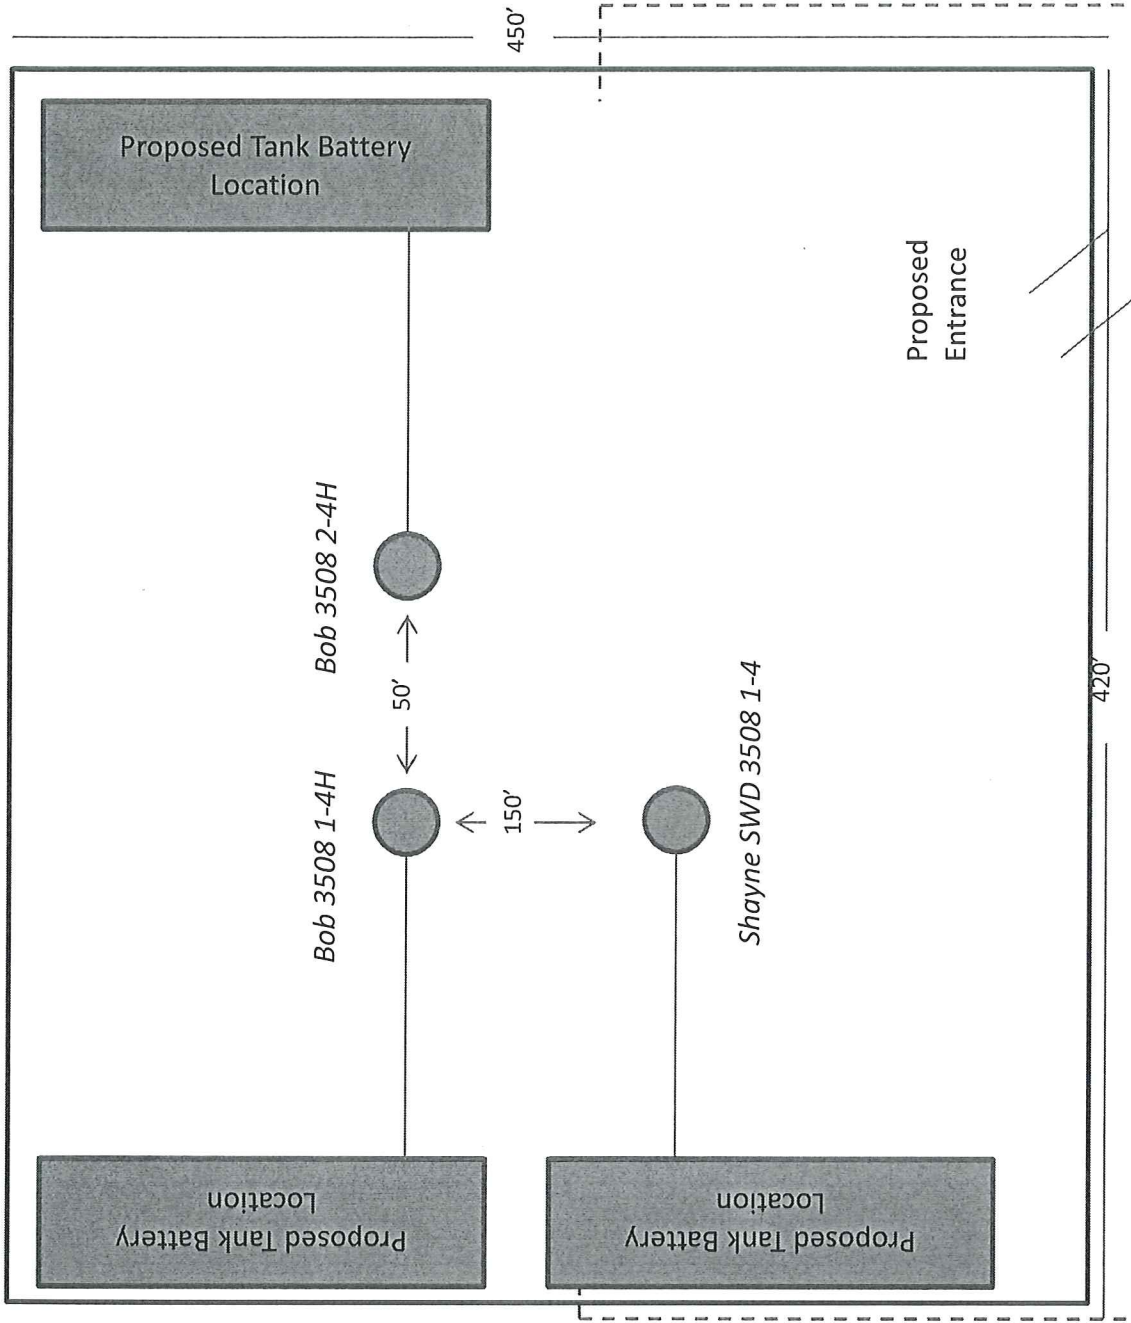 450'
Proposed Tank Battery
Location
Proposed
Entrance
Bob 3508 2-4H
50'
420'
Bob 3508 1-4H
150'
Shayne SWD 3508 1-4
Proposed Tank Battery
Location
Proposed Tank Battery
Location